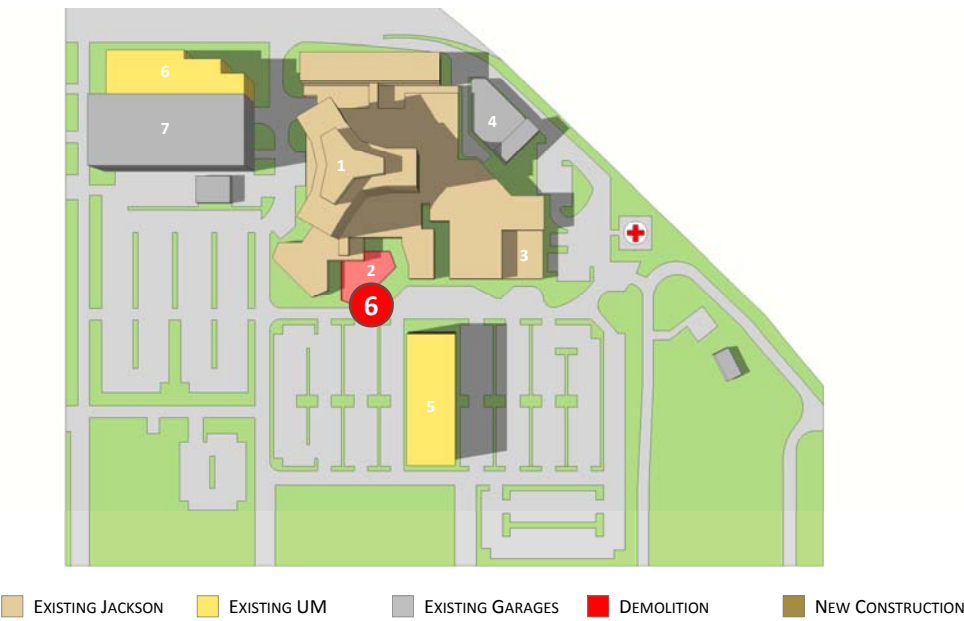 6
7
4
1
3
2
6
5
EXISTING JACKSON
EXISTING UM
EXISTING GARAGES
DEMOLITION
NEW CONSTRUCTION